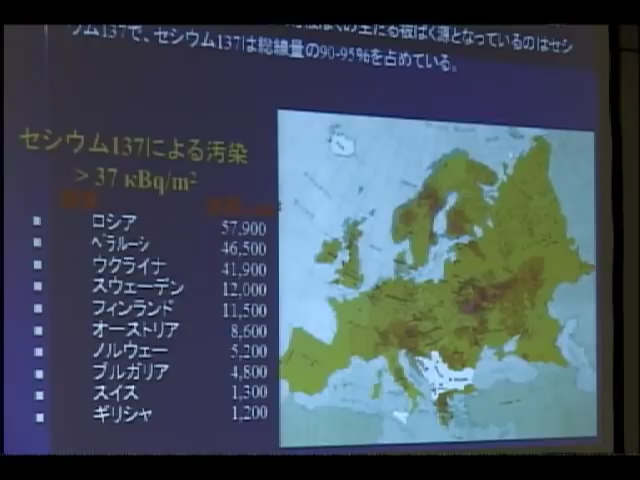 ウム137で、セシウム137は総線量の90-95%を占めている。
セシウム137による汚染
> 37 κBq/m²
ロシア 57,900
ベラルーシ 46,500
ウクライナ 41,900
スウェーデン 12,000
フィンランド 11,500
オーストリア 8,600
ノルウェー 5,200
ブルガリア 4,800
スイス 1,300
ギリシャ 1,200